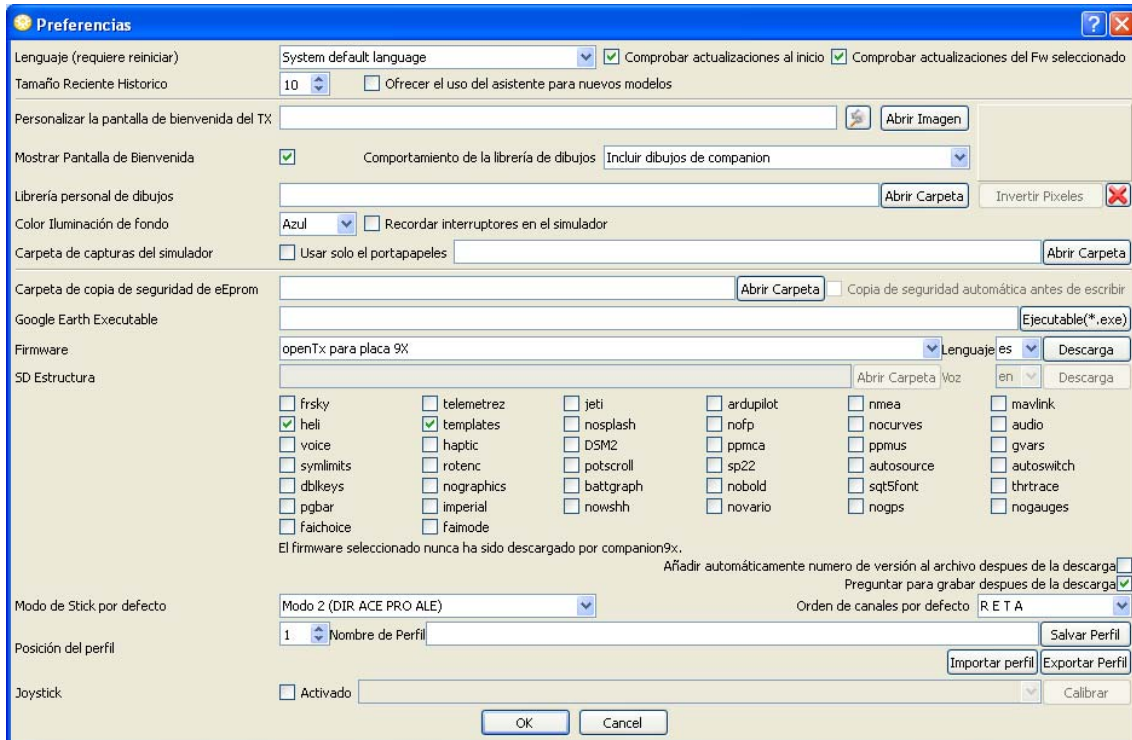 Preferencias
Lenguaje (requiere reiniciar) System default language Comprobar actualizaciones al inicio Comprobar actualizaciones del Fw seleccionado
Tamaño Reciente Historico 10 Ofrecer el uso del asistente para nuevos modelos
Personalizar la pantalla de bienvenida del TX Abrir Imagen
Mostrar Pantalla de Bienvenida Comportamiento de la librería de dibujos Incluir dibujos de companion
Librería personal de dibujos Abrir Carpeta Invertir Pixeles
Color Iluminación de fondo Azul Recordar interruptores en el simulador
Carpeta de capturas del simulador Usar solo el portapapeles Abrir Carpeta
Carpeta de copia de seguridad de eEprom Abrir Carpeta Copia de seguridad automática antes de escribir
Google Earth Executable Ejecutable(*.exe)
Firmware openTx para placa 9X Lenguaje es Descarga
SD Estructura Abrir Carpeta Voz en Descarga
frsky telemetrez jeti ardupilot nmea mavlink
heli templates nosplash nofp nocurves audio
voice haptic DSM2 ppmca ppmus gvars
symlimits rotenc potscroll sp22 autosource autoswitch
dblkeys nographics battgraph nobold sqt5font thrtrace
pgbar imperial nowshh novario nogps nogauges
faichoice faimode
El firmware seleccionado nunca ha sido descargado por companion9x.
Añadir automáticamente numero de versión al archivo despues de la descarga
Preguntar para grabar despues de la descarga
Modo de Stick por defecto Modo 2 (DIR ACE PRO ALE) Orden de canales por defecto R E T A
Posición del perfil 1 Nombre de Perfil Salvar Perfil
Importar perfil Exportar Perfil
Joystick Activado Calibrar
OK Cancel